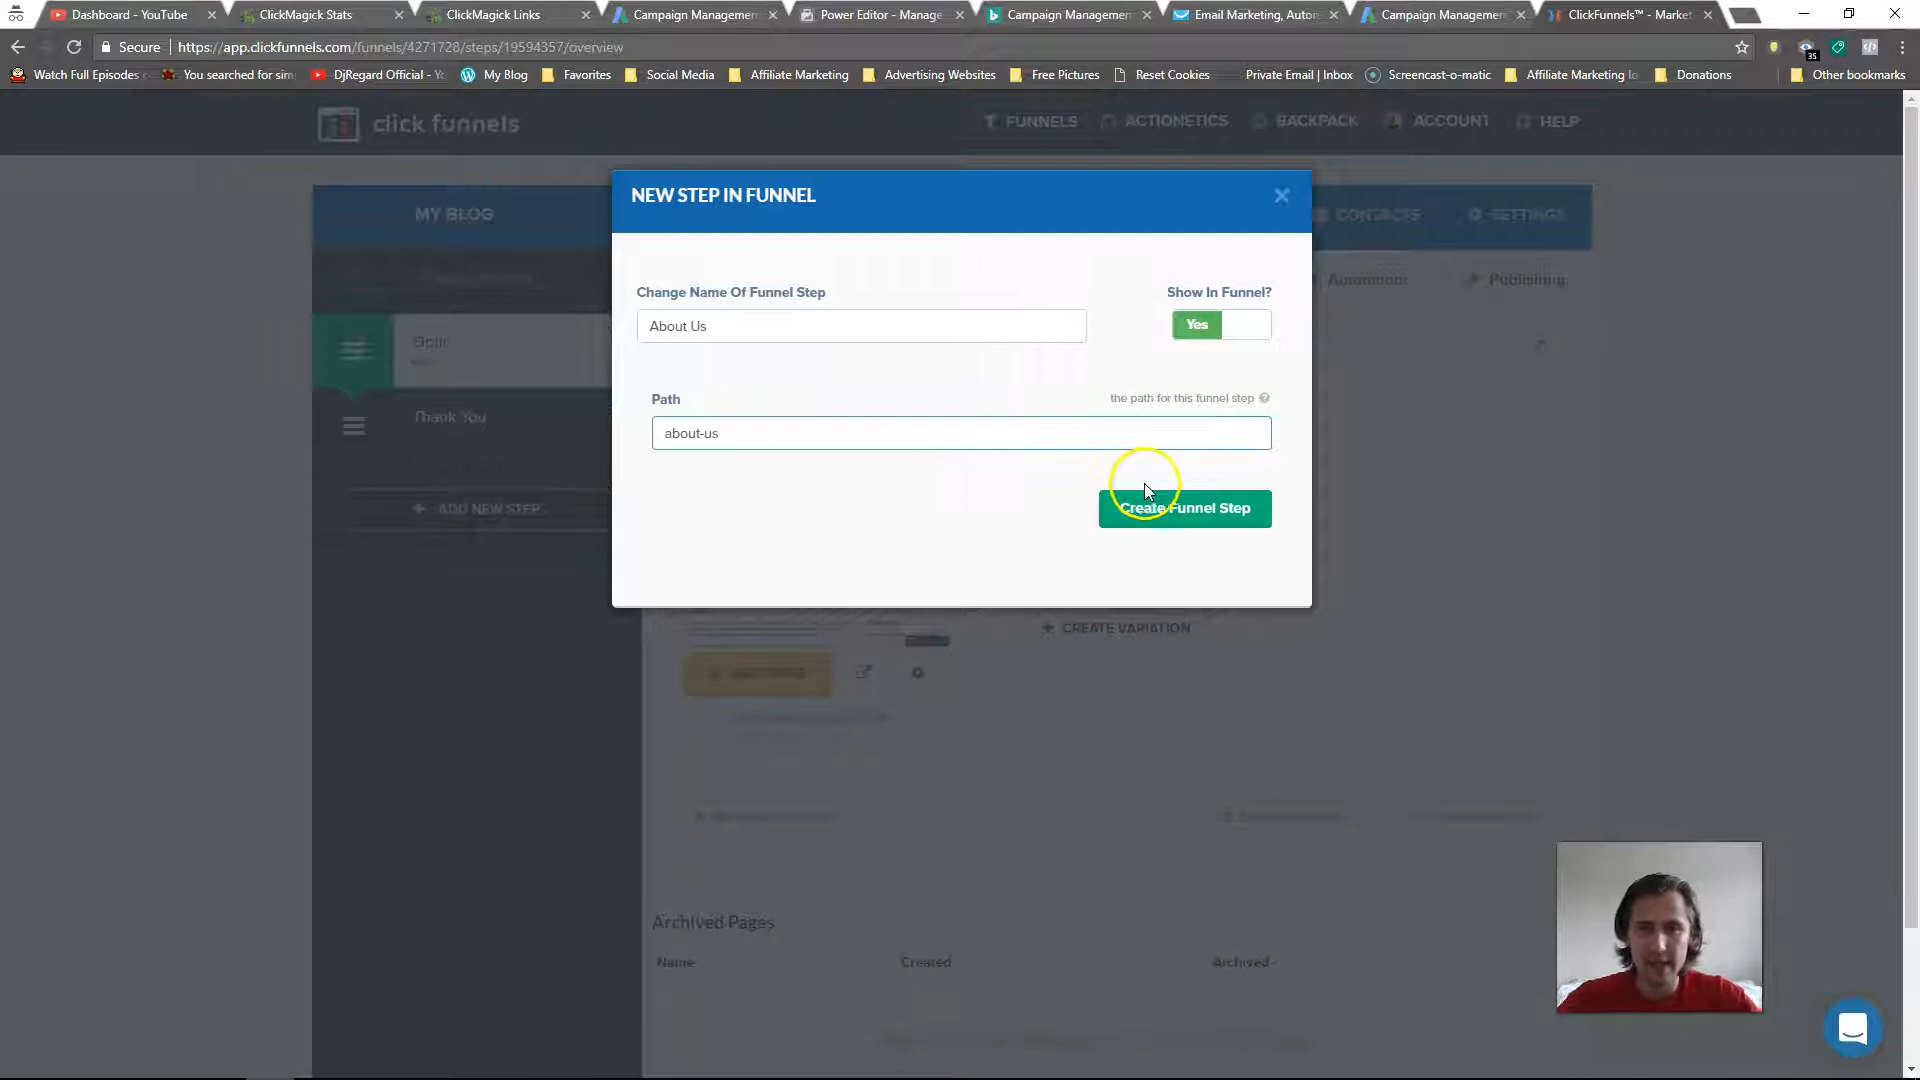 Dashboard - YouTube
ClickMagick Stats
ClickMagick Links
Campaign Managemen
Power Editor - Manage
Campaign Managemen
Email Marketing, Auton
Campaign Managemen
ClickFunnels™ - Market
Secure
https://app.clickfunnels.com/funnels/4271728/steps/19594357/overview
35
Watch Full Episodes
You searched for sim
DjRegard Official - Yo
My Blog
Favorites
Social Media
Affiliate Marketing
Advertising Websites
Free Pictures
Reset Cookies
Private Email | Inbox
Screencast-o-matic
Affiliate Marketing
Donations
Other bookmarks
click funnels
FUNNELS
ACTIONETICS
BACKPACK
ACCOUNT
HELP
MY BLOG
CONTACTS
SETTINGS
NEW STEP IN FUNNEL
Automation
Publishing
Change Name Of Funnel Step
Show In Funnel?
About Us
Yes
Optin
Path
the path for this funnel step
Thank You
about-us
ADD NEW STEP
Create Funnel Step
CREATE VARIATION
Archived Pages
Name
Created
Archived